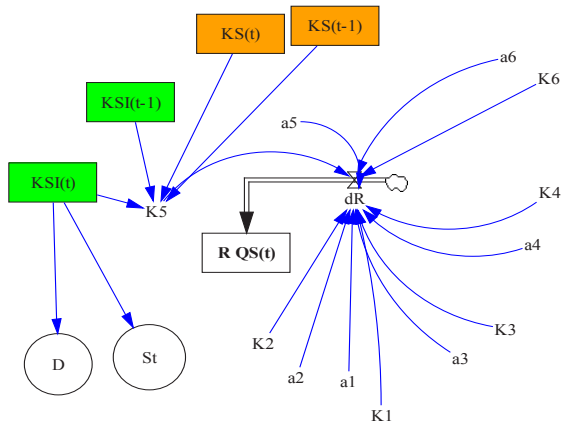 KS(t)
KS(t-1)
a6
K6
KSI(t-1)
a5
KSI(t)
K5
dR
K4
R QS(t)
a4
K3
K2
a3
D
St
a2
a1
K1